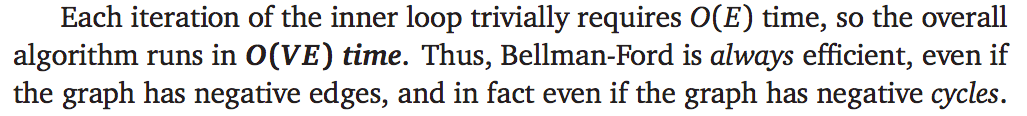 Each iteration of the inner loop trivially requires O(E) time, so the overall
algorithm runs in O(VE) time. Thus, Bellman-Ford is always efficient, even if
the graph has negative edges, and in fact even if the graph has negative cycles.